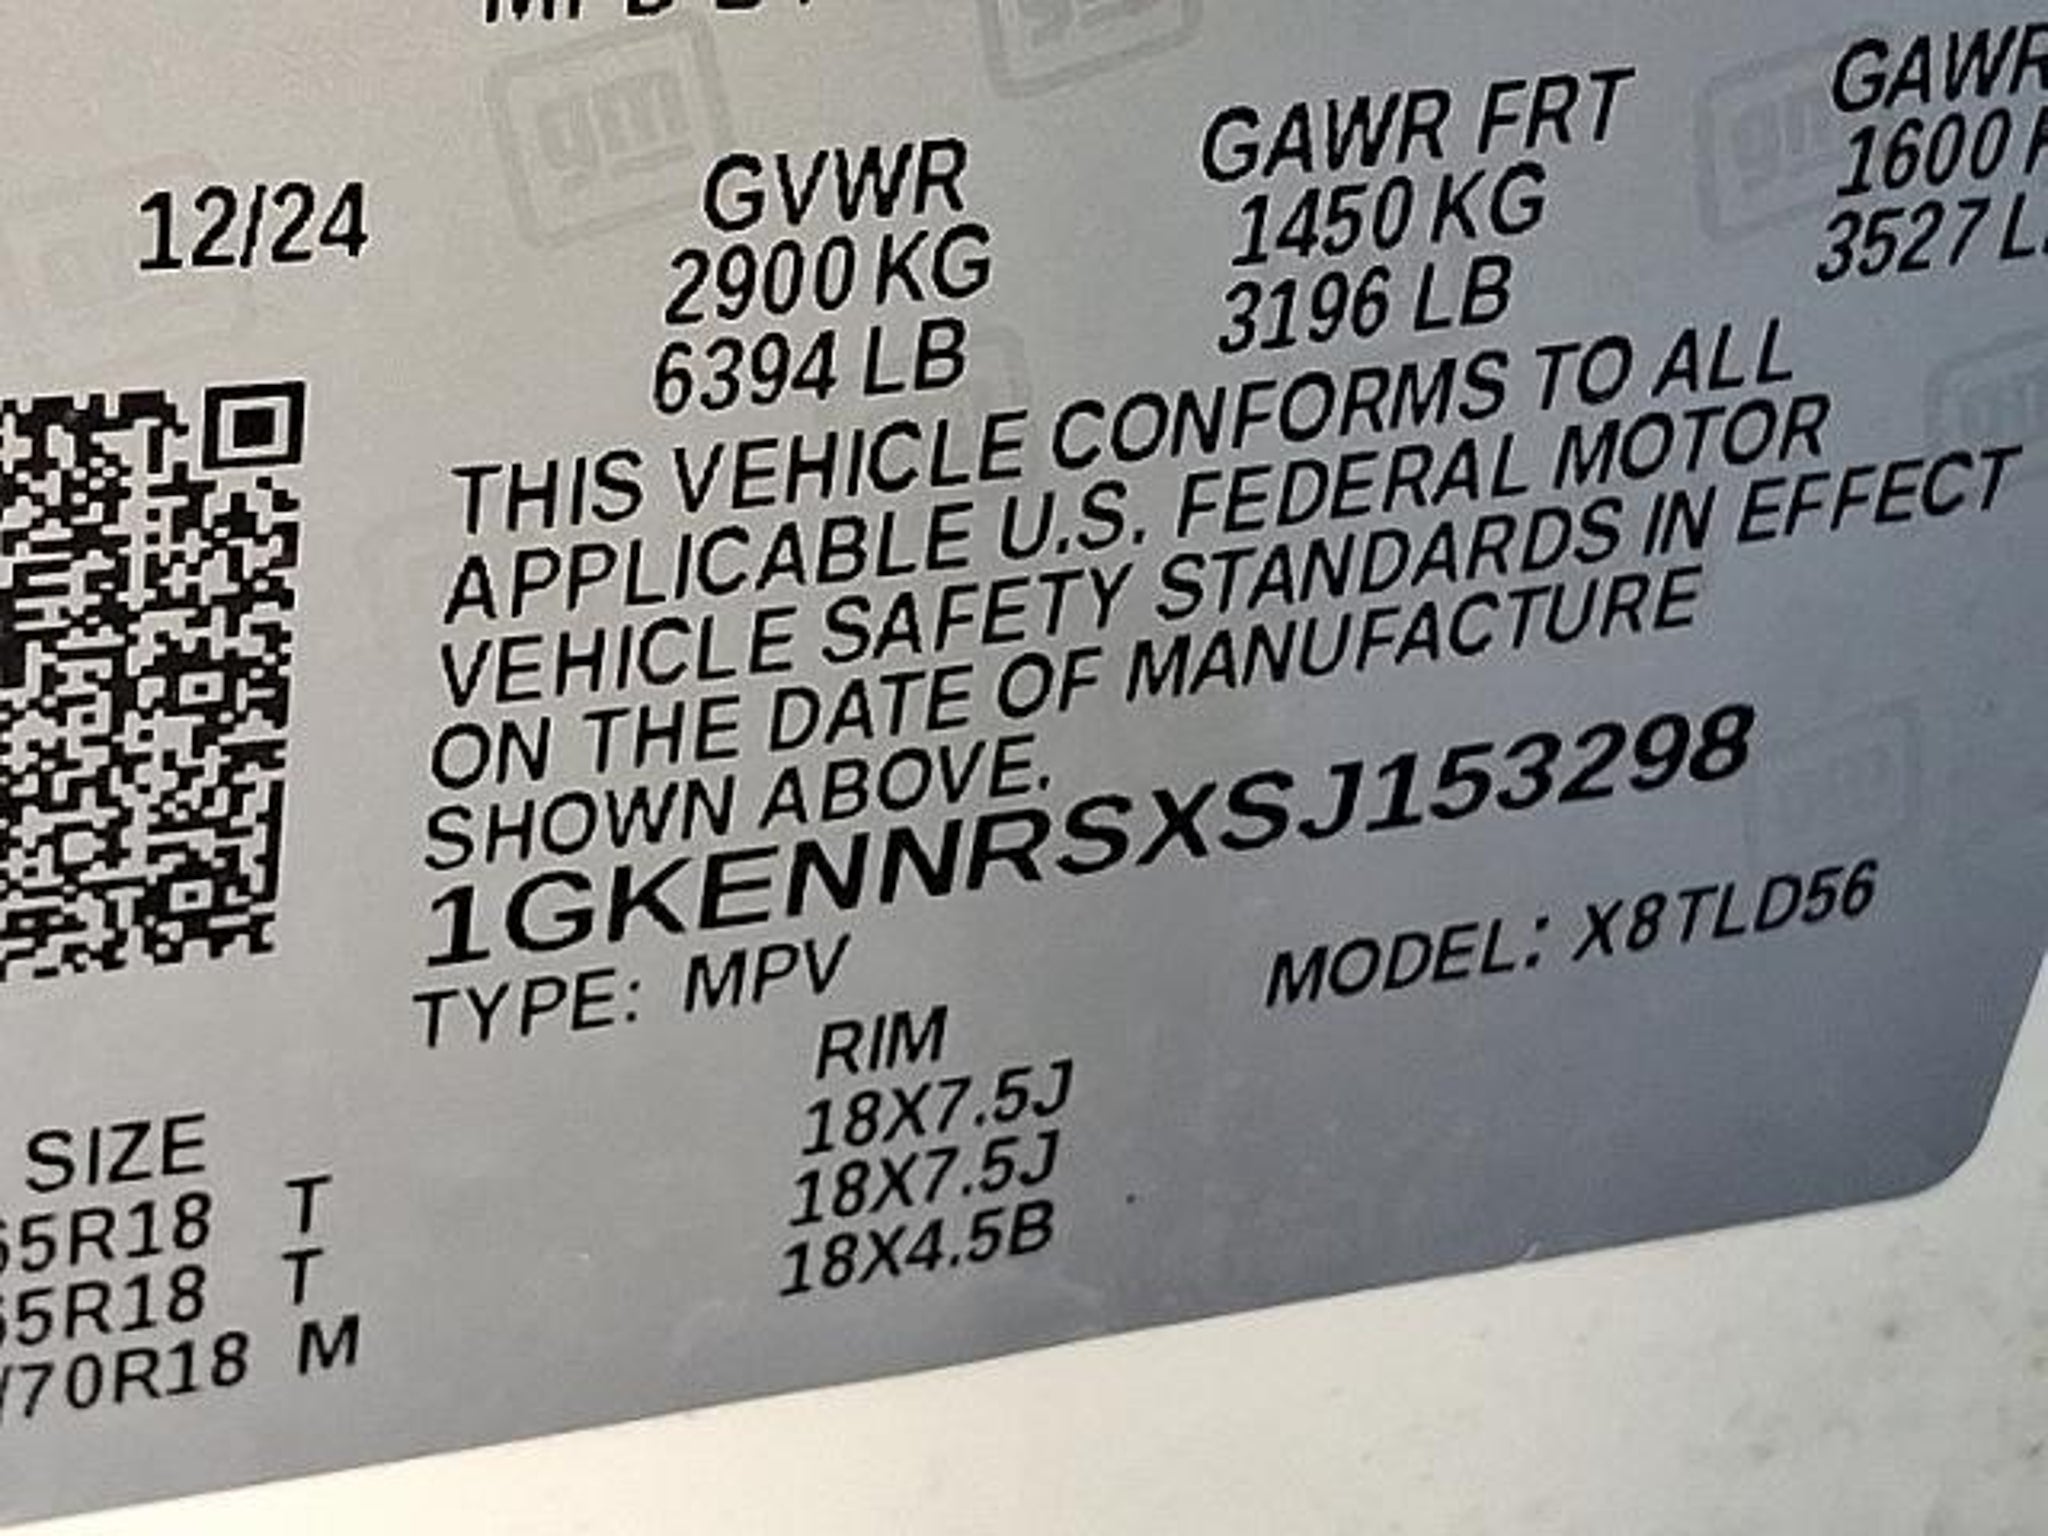 12/24
GVWR
2900 KG
6394 LB
GAWR FRT
1450 KG
3196 LB
GAWR
1600
3527
THIS VEHICLE CONFORMS TO ALL
APPLICABLE U.S. FEDERAL MOTOR
VEHICLE SAFETY STANDARDS IN EFFECT
ON THE DATE OF MANUFACTURE
SHOWN ABOVE.
1GKENNRSXSJ153298
TYPE: MPV MODEL: X8TLD56
SIZE RIM
5R18 T 18X7.5J
5R18 T 18X7.5J
/70R18 M 18X4.5B
gm